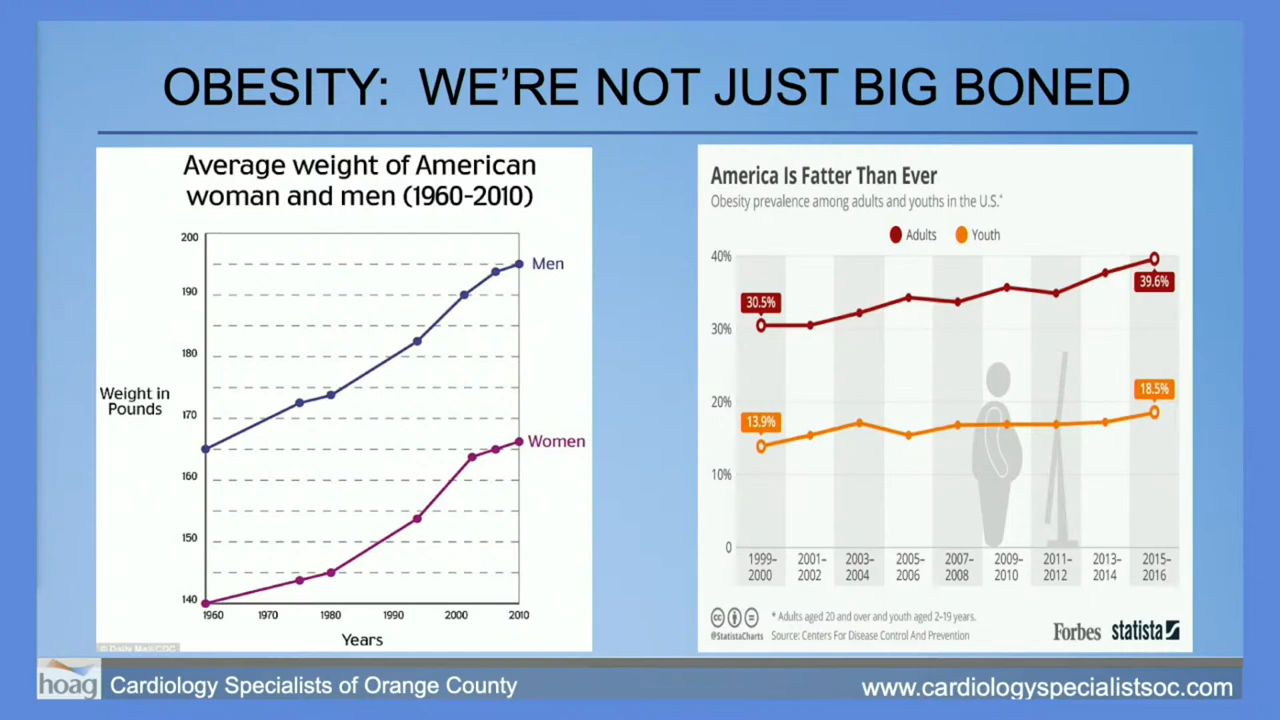 OBESITY:  WE'RE NOT JUST BIG BONED
Average weight of American
woman and men (1960-2010)
200
190
180
170
160
150
140
Weight in
Pounds
Men
Women
1960 1970 1980 1990 2000 2010
Years
© Daily Mail/CDC
America Is Fatter Than Ever
Obesity prevalence among adults and youths in the U.S.*
Adults Youth
40%
30%
20%
10%
0
30.5%
39.6%
13.9%
18.5%
1999– 2001– 2003– 2005– 2007– 2009– 2011– 2013– 2015–
2000 2002 2004 2006 2008 2010 2012 2014 2016
* Adults aged 20 and over and youth aged 2–19 years.
@StatistaCharts Source: Centers For Disease Control And Prevention
Forbes statista
hoag Cardiology Specialists of Orange County
www.cardiologyspecialistsoc.com